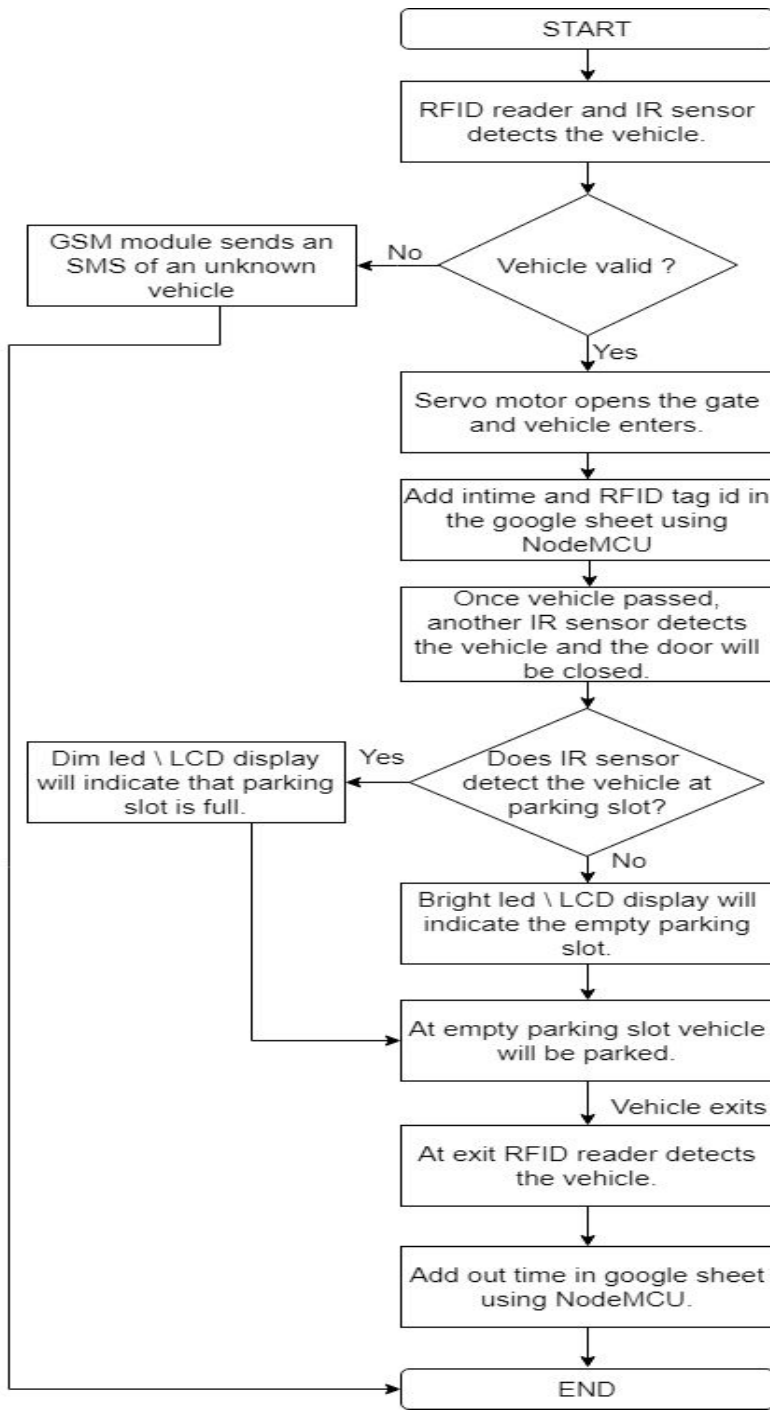 START
RFID reader and IR sensor
detects the vehicle.
GSM module sends an
SMS of an unknown
vehicle
No
Vehicle valid ?
Yes
Servo motor opens the gate
and vehicle enters.
Add intime and RFID tag id in
the google sheet using
NodeMCU
Once vehicle passed,
another IR sensor detects
the vehicle and the door will
be closed.
Dim led \ LCD display
will indicate that parking
slot is full.
Yes
Does IR sensor
detect the vehicle at
parking slot?
No
Bright led \ LCD display will
indicate the empty parking
slot.
At empty parking slot vehicle
will be parked.
Vehicle exits
At exit RFID reader detects
the vehicle.
Add out time in google sheet
using NodeMCU.
END